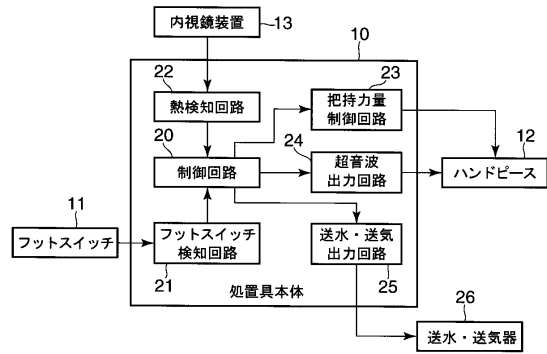 内視鏡装置
13
10
22
熱検知回路
23
把持力量
制御回路
12
20
制御回路
24
超音波
出力回路
ハンドピース
11
フットスイッチ
フットスイッチ
検知回路
21
送水・送気
出力回路
25
処置具本体
26
送水・送気器